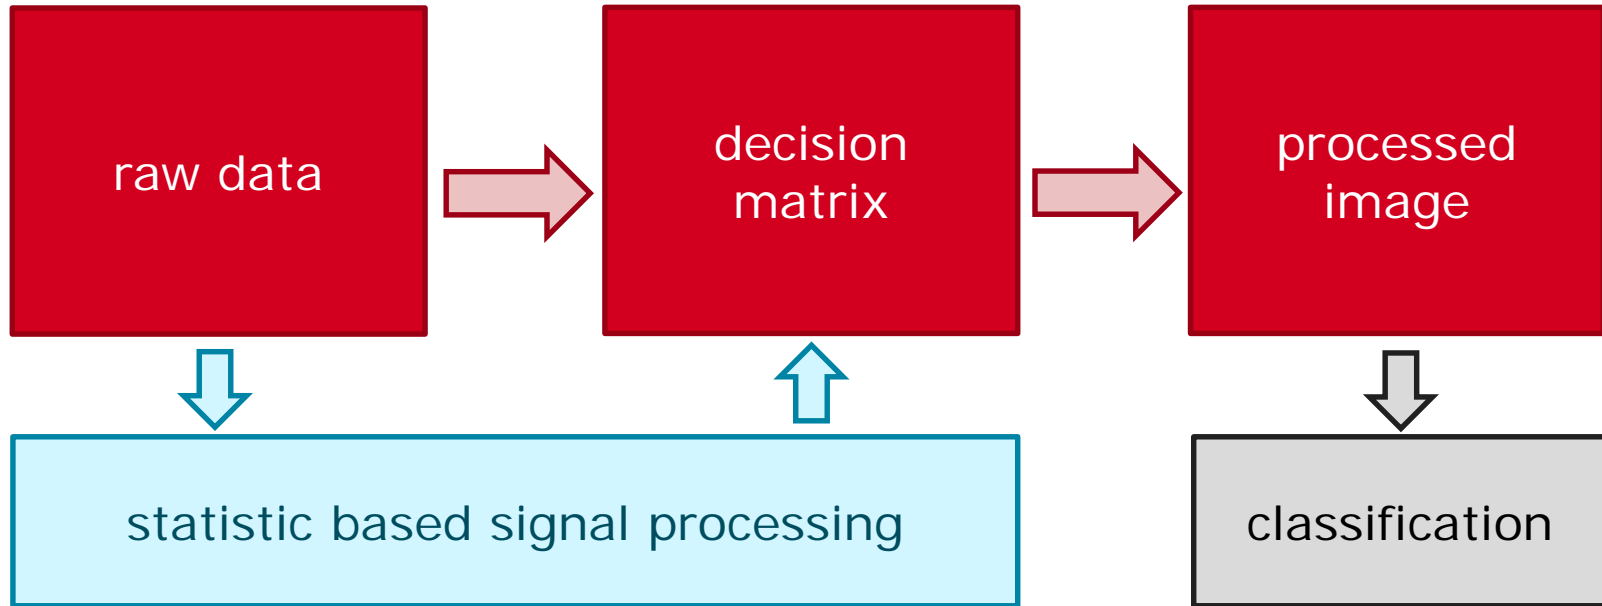 raw data
decision
matrix
processed
image
statistic based signal processing
classification